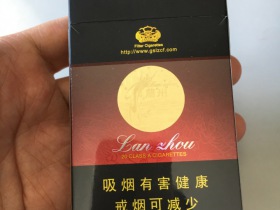 Filter Cigarettes
http://www.gslzcf.com
Lan zhou
20 CLASS A CIGARETTES
吸烟有害健康
戒烟可减少